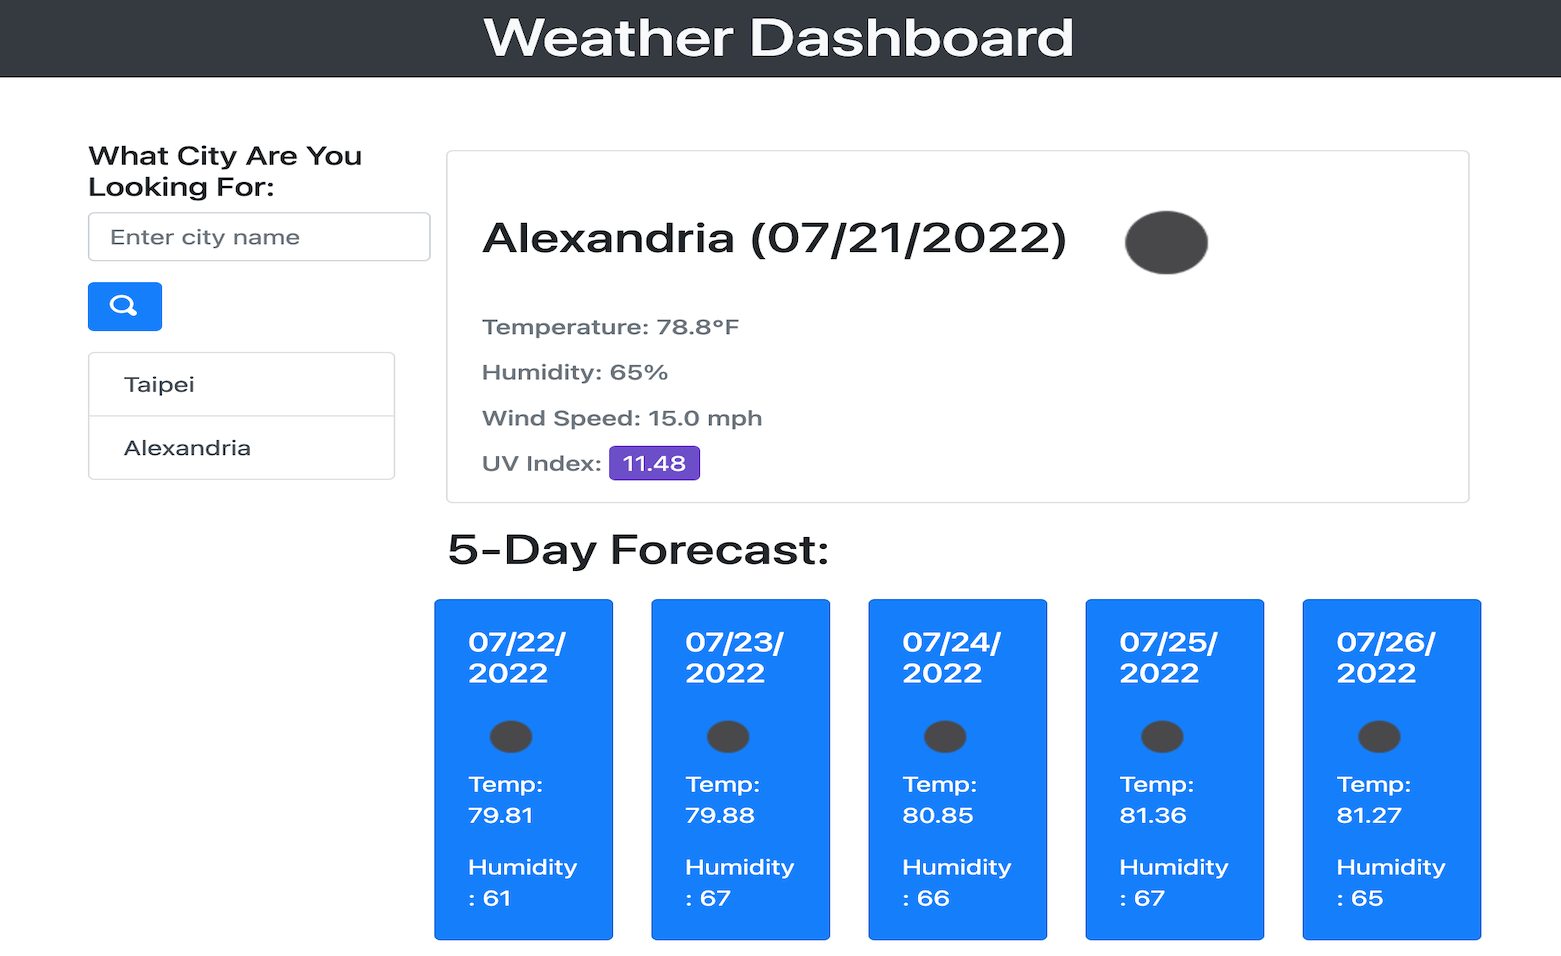 Weather Dashboard
What City Are You
Looking For:
Enter city name
Taipei
Alexandria
Alexandria (07/21/2022)
Temperature: 78.8°F
Humidity: 65%
Wind Speed: 15.0 mph
UV Index: 11.48
5-Day Forecast:
07/22/
2022
Temp:
79.81
Humidity
: 61
07/23/
2022
Temp:
79.88
Humidity
: 67
07/24/
2022
Temp:
80.85
Humidity
: 66
07/25/
2022
Temp:
81.36
Humidity
: 67
07/26/
2022
Temp:
81.27
Humidity
: 65